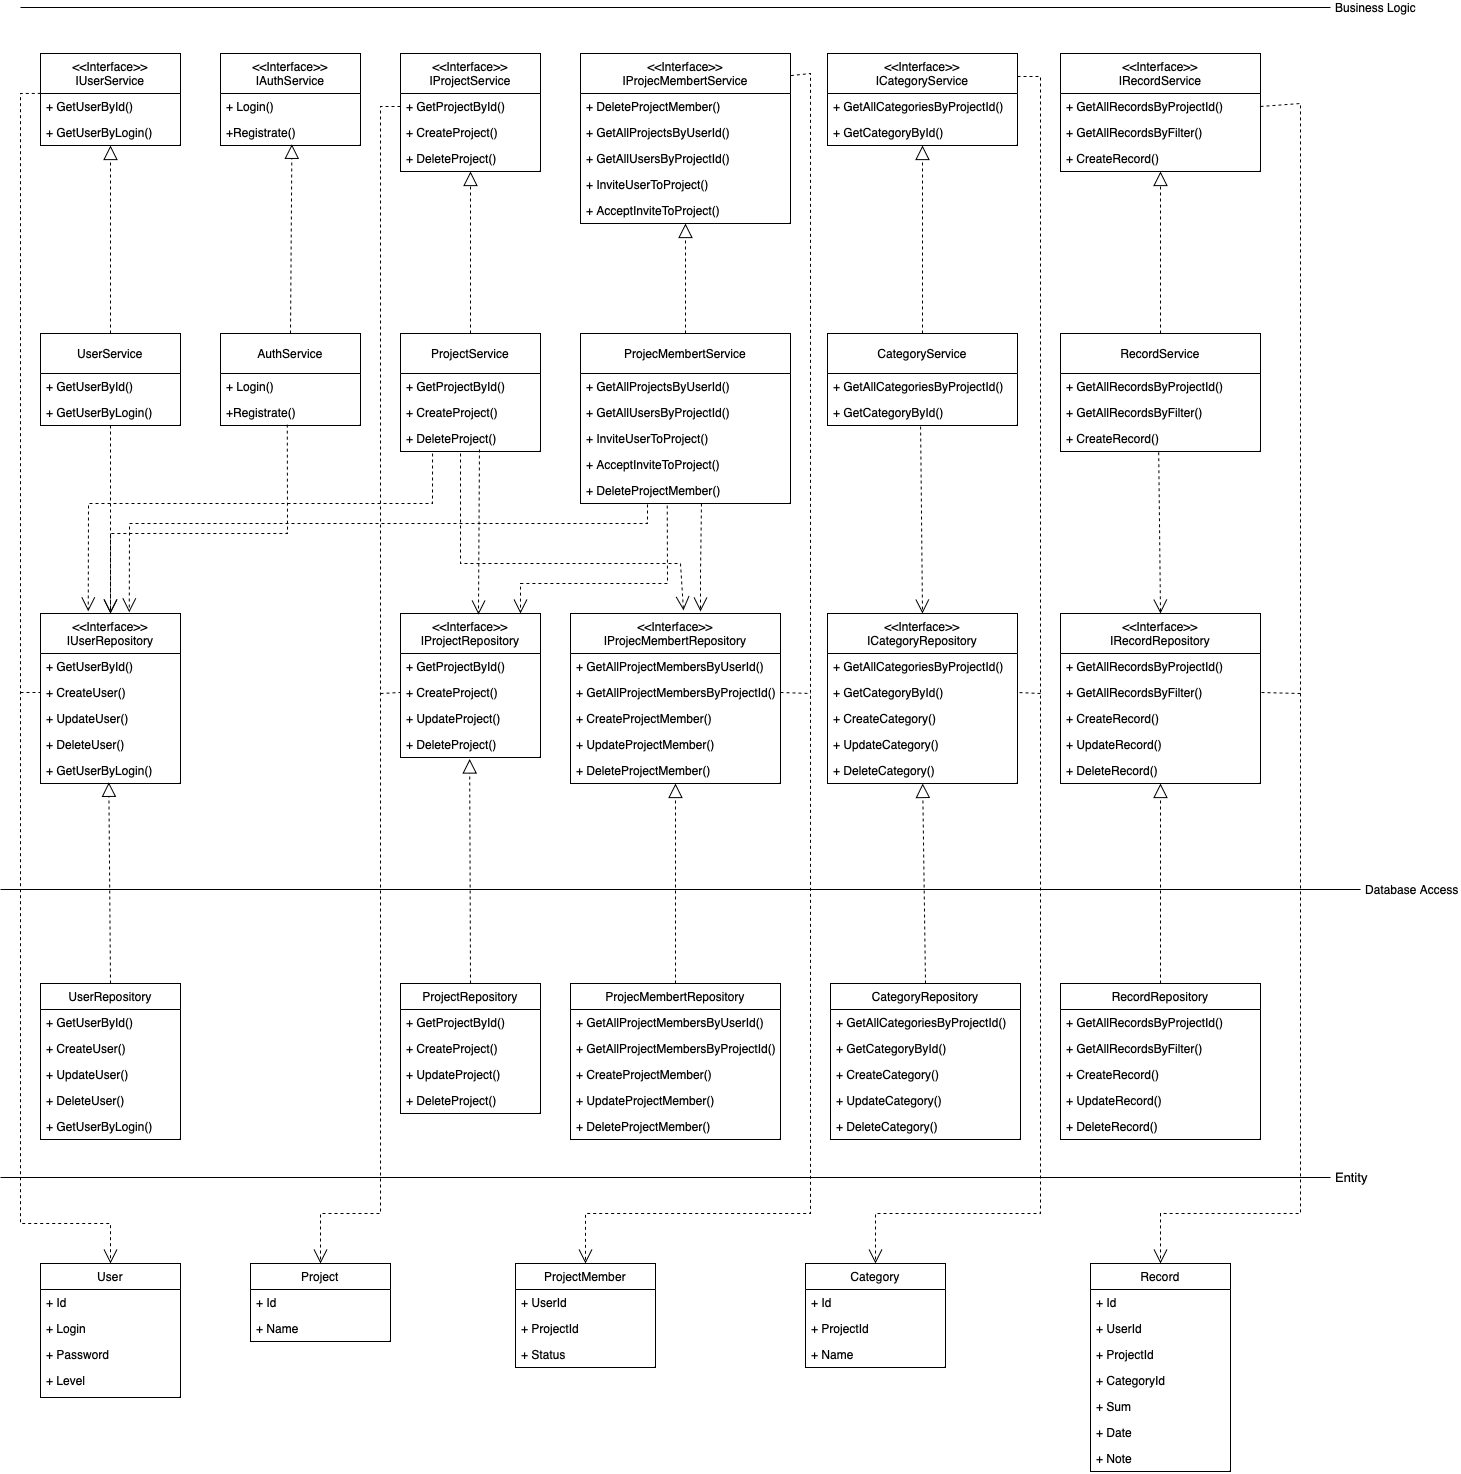 Business Logic
<<Interface>>
IUserService
+ GetUserById()
+ GetUserByLogin()
<<Interface>>
IAuthService
+ Login()
+Registrate()
<<Interface>>
IProjectService
+ GetProjectById()
+ CreateProject()
+ DeleteProject()
<<Interface>>
IProjecMembertService
+ DeleteProjectMember()
+ GetAllProjectsByUserId()
+ GetAllUsersByProjectId()
+ InviteUserToProject()
+ AcceptInviteToProject()
<<Interface>>
ICategoryService
+ GetAllCategoriesByProjectId()
+ GetCategoryById()
<<Interface>>
IRecordService
+ GetAllRecordsByProjectId()
+ GetAllRecordsByFilter()
+ CreateRecord()
UserService
+ GetUserById()
+ GetUserByLogin()
AuthService
+ Login()
+Registrate()
ProjectService
+ GetProjectById()
+ CreateProject()
+ DeleteProject()
ProjecMembertService
+ GetAllProjectsByUserId()
+ GetAllUsersByProjectId()
+ InviteUserToProject()
+ AcceptInviteToProject()
+ DeleteProjectMember()
CategoryService
+ GetAllCategoriesByProjectId()
+ GetCategoryById()
RecordService
+ GetAllRecordsByProjectId()
+ GetAllRecordsByFilter()
+ CreateRecord()
<<Interface>>
IUserRepository
+ GetUserById()
+ CreateUser()
+ UpdateUser()
+ DeleteUser()
+ GetUserByLogin()
<<Interface>>
IProjectRepository
+ GetProjectById()
+ CreateProject()
+ UpdateProject()
+ DeleteProject()
<<Interface>>
IProjecMembertRepository
+ GetAllProjectMembersByUserId()
+ GetAllProjectMembersByProjectId()
+ CreateProjectMember()
+ UpdateProjectMember()
+ DeleteProjectMember()
<<Interface>>
ICategoryRepository
+ GetAllCategoriesByProjectId()
+ GetCategoryById()
+ CreateCategory()
+ UpdateCategory()
+ DeleteCategory()
<<Interface>>
IRecordRepository
+ GetAllRecordsByProjectId()
+ GetAllRecordsByFilter()
+ CreateRecord()
+ UpdateRecord()
+ DeleteRecord()
Database Access
UserRepository
+ GetUserById()
+ CreateUser()
+ UpdateUser()
+ DeleteUser()
+ GetUserByLogin()
ProjectRepository
+ GetProjectById()
+ CreateProject()
+ UpdateProject()
+ DeleteProject()
ProjecMembertRepository
+ GetAllProjectMembersByUserId()
+ GetAllProjectMembersByProjectId()
+ CreateProjectMember()
+ UpdateProjectMember()
+ DeleteProjectMember()
CategoryRepository
+ GetAllCategoriesByProjectId()
+ GetCategoryById()
+ CreateCategory()
+ UpdateCategory()
+ DeleteCategory()
RecordRepository
+ GetAllRecordsByProjectId()
+ GetAllRecordsByFilter()
+ CreateRecord()
+ UpdateRecord()
+ DeleteRecord()
Entity
User
+ Id
+ Login
+ Password
+ Level
Project
+ Id
+ Name
ProjectMember
+ UserId
+ ProjectId
+ Status
Category
+ Id
+ ProjectId
+ Name
Record
+ Id
+ UserId
+ ProjectId
+ CategoryId
+ Sum
+ Date
+ Note